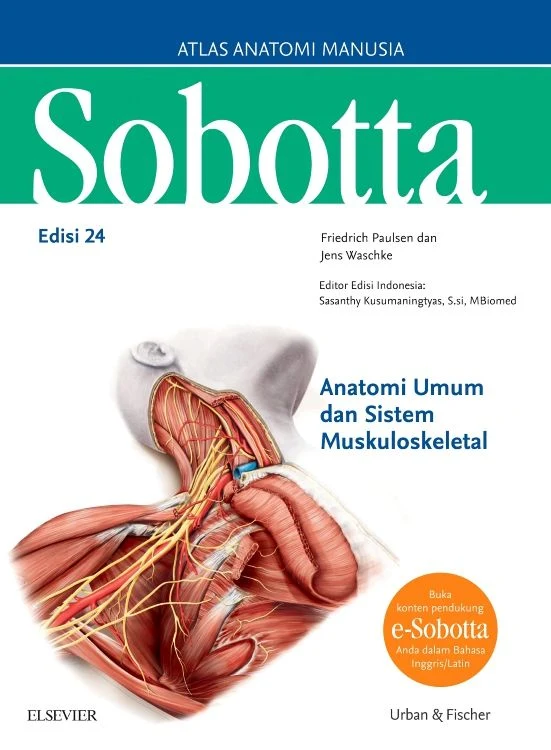 ATLAS ANATOMI MANUSIA
Sobotta
Edisi 24
Friedrich Paulsen dan
Jens Waschke
Editor Edisi Indonesia:
Sasanthy Kusumaningtyas, S.si, MBiomed
Anatomi Umum
dan Sistem
Muskuloskeletal
Buka
konten pendukung
e-Sobotta
Anda dalam Bahasa
Inggris/Latin
ELSEVIER
Urban & Fischer